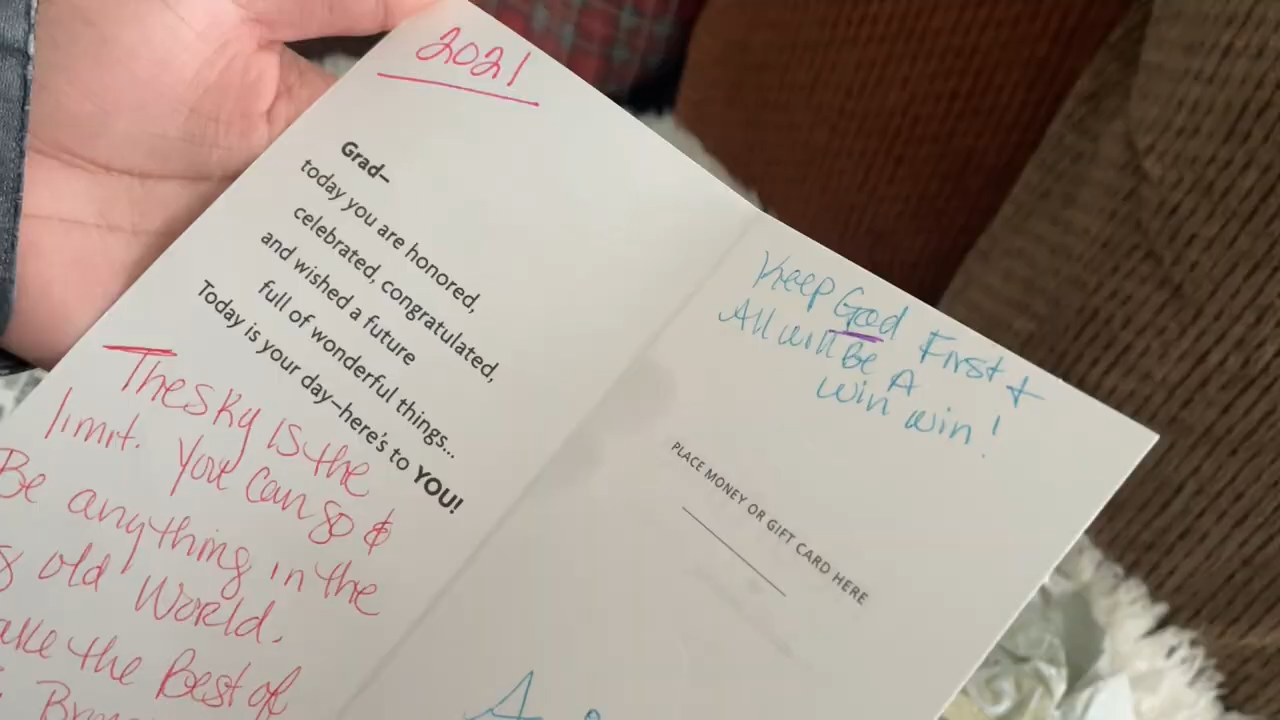 2021
Grad–
today you are honored,
celebrated, congratulated,
and wished a future
full of wonderful things...
Today is your day–here's to YOU!
The sky is the
limit. You can go &
Be anything in the
old World.
the Best of
Keep God First +
All will Be A
win win!
PLACE MONEY OR GIFT CARD HERE